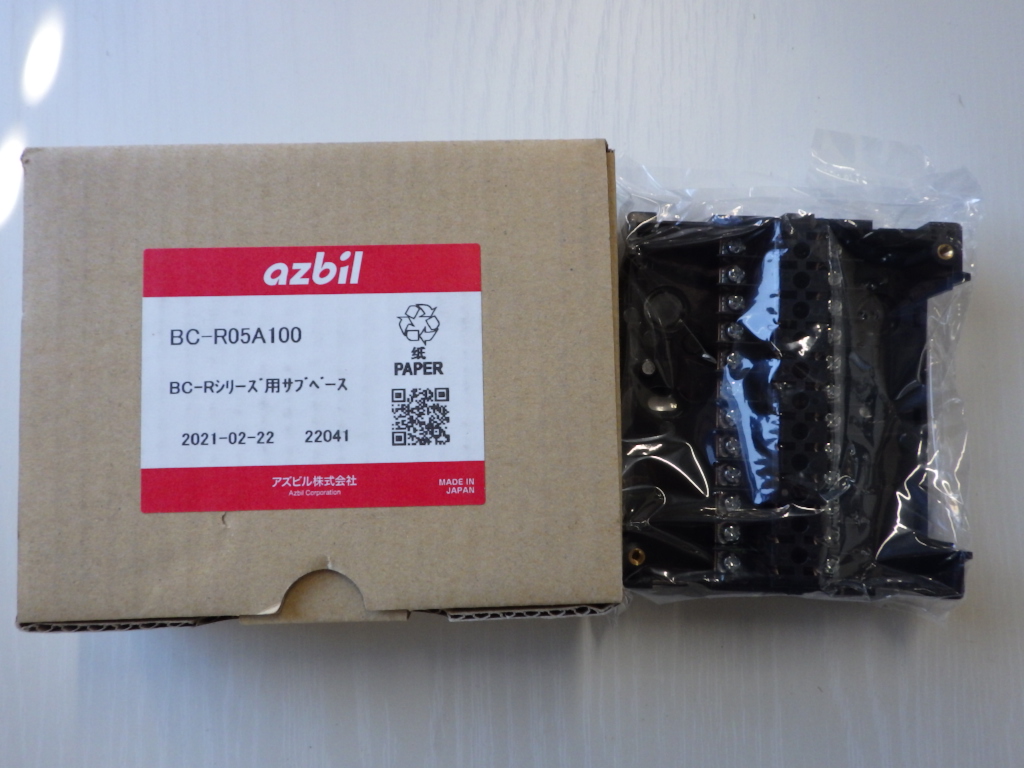 azbil
BC-R05A100
紙
PAPER
BC-Rｼﾘｰｽﾞ用ｻﾌﾞﾍﾞｰｽ
2021-02-22 22041
アズビル株式会社
Azbil Corporation
MADE IN
JAPAN